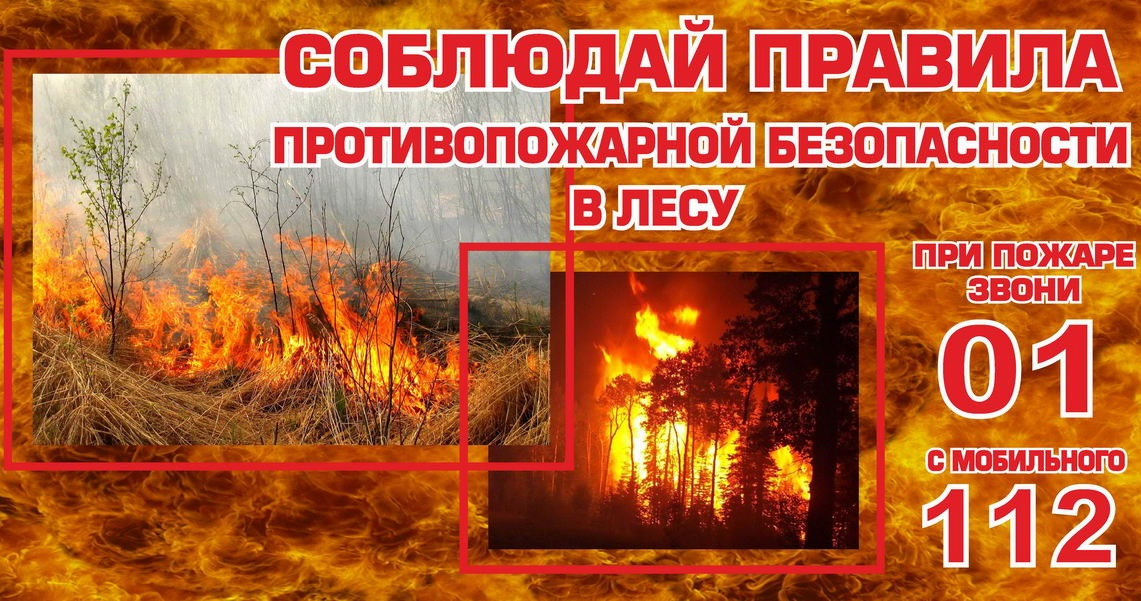 СОБЛЮДАЙ ПРАВИЛА
ПРОТИВОПОЖАРНОЙ БЕЗОПАСНОСТИ
В ЛЕСУ
ПРИ ПОЖАРЕ
ЗВОНИ
01
С МОБИЛЬНОГО
112